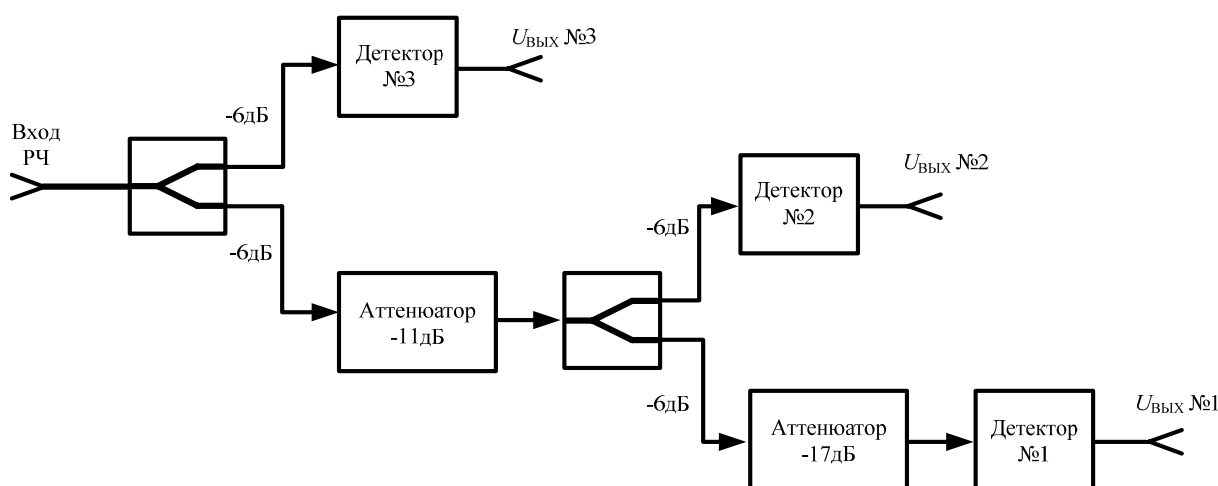 Детектор
№3
UВЫХ №3
-6дБ
Вход
РЧ
-6дБ
Детектор
№2
UВЫХ №2
-6дБ
Аттенюатор
-11дБ
-6дБ
Аттенюатор
-17дБ
Детектор
№1
UВЫХ №1